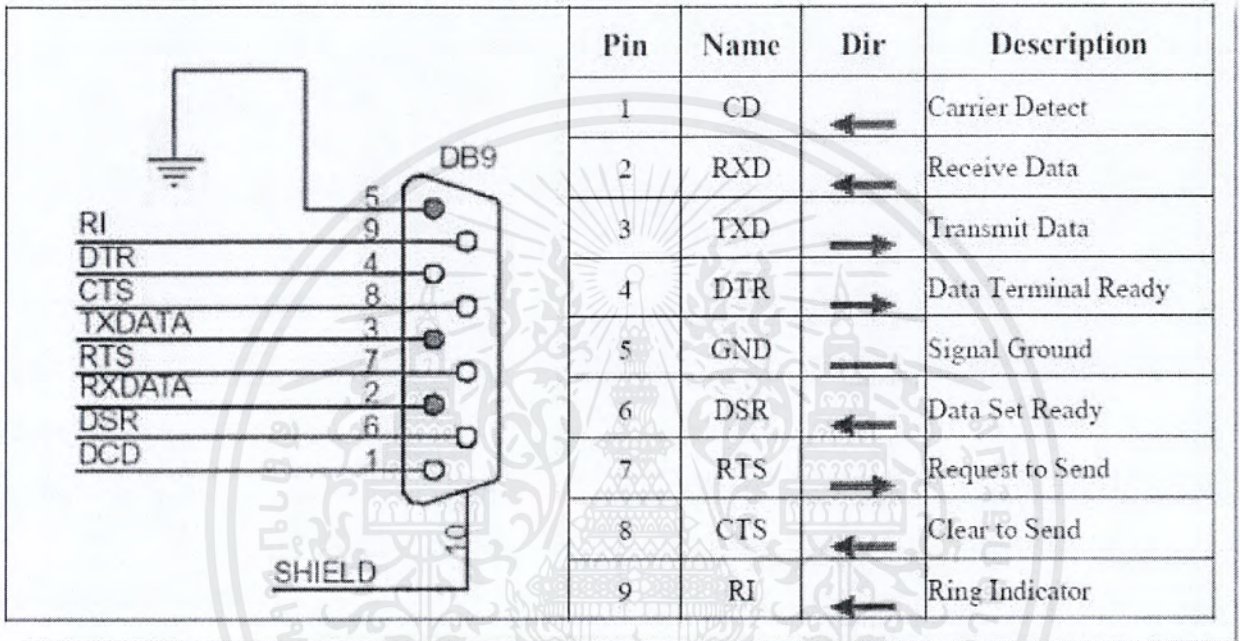 DB9
5
RI 9
DTR 4
CTS 8
TXDATA 3
RTS 7
RXDATA 2
DSR 6
DCD 1
10
SHIELD
Pin Name Dir Description
1 CD Carrier Detect
2 RXD Receive Data
3 TXD Transmit Data
4 DTR Data Terminal Ready
5 GND Signal Ground
6 DSR Data Set Ready
7 RTS Request to Send
8 CTS Clear to Send
9 RI Ring Indicator